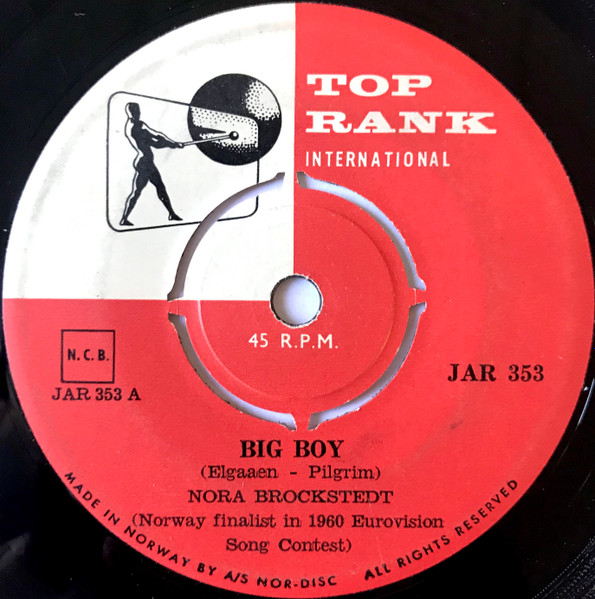 TOP
RANK
INTERNATIONAL
45 R.P.M.
N.C.B.
JAR 353 A
JAR 353
BIG BOY
(Elgaaen - Pilgrim)
NORA BROCKSTEDT
(Norway finalist in 1960 Eurovision
Song Contest)
MADE IN NORWAY BY A/S NOR-DISC
ALL RIGHTS RESERVED